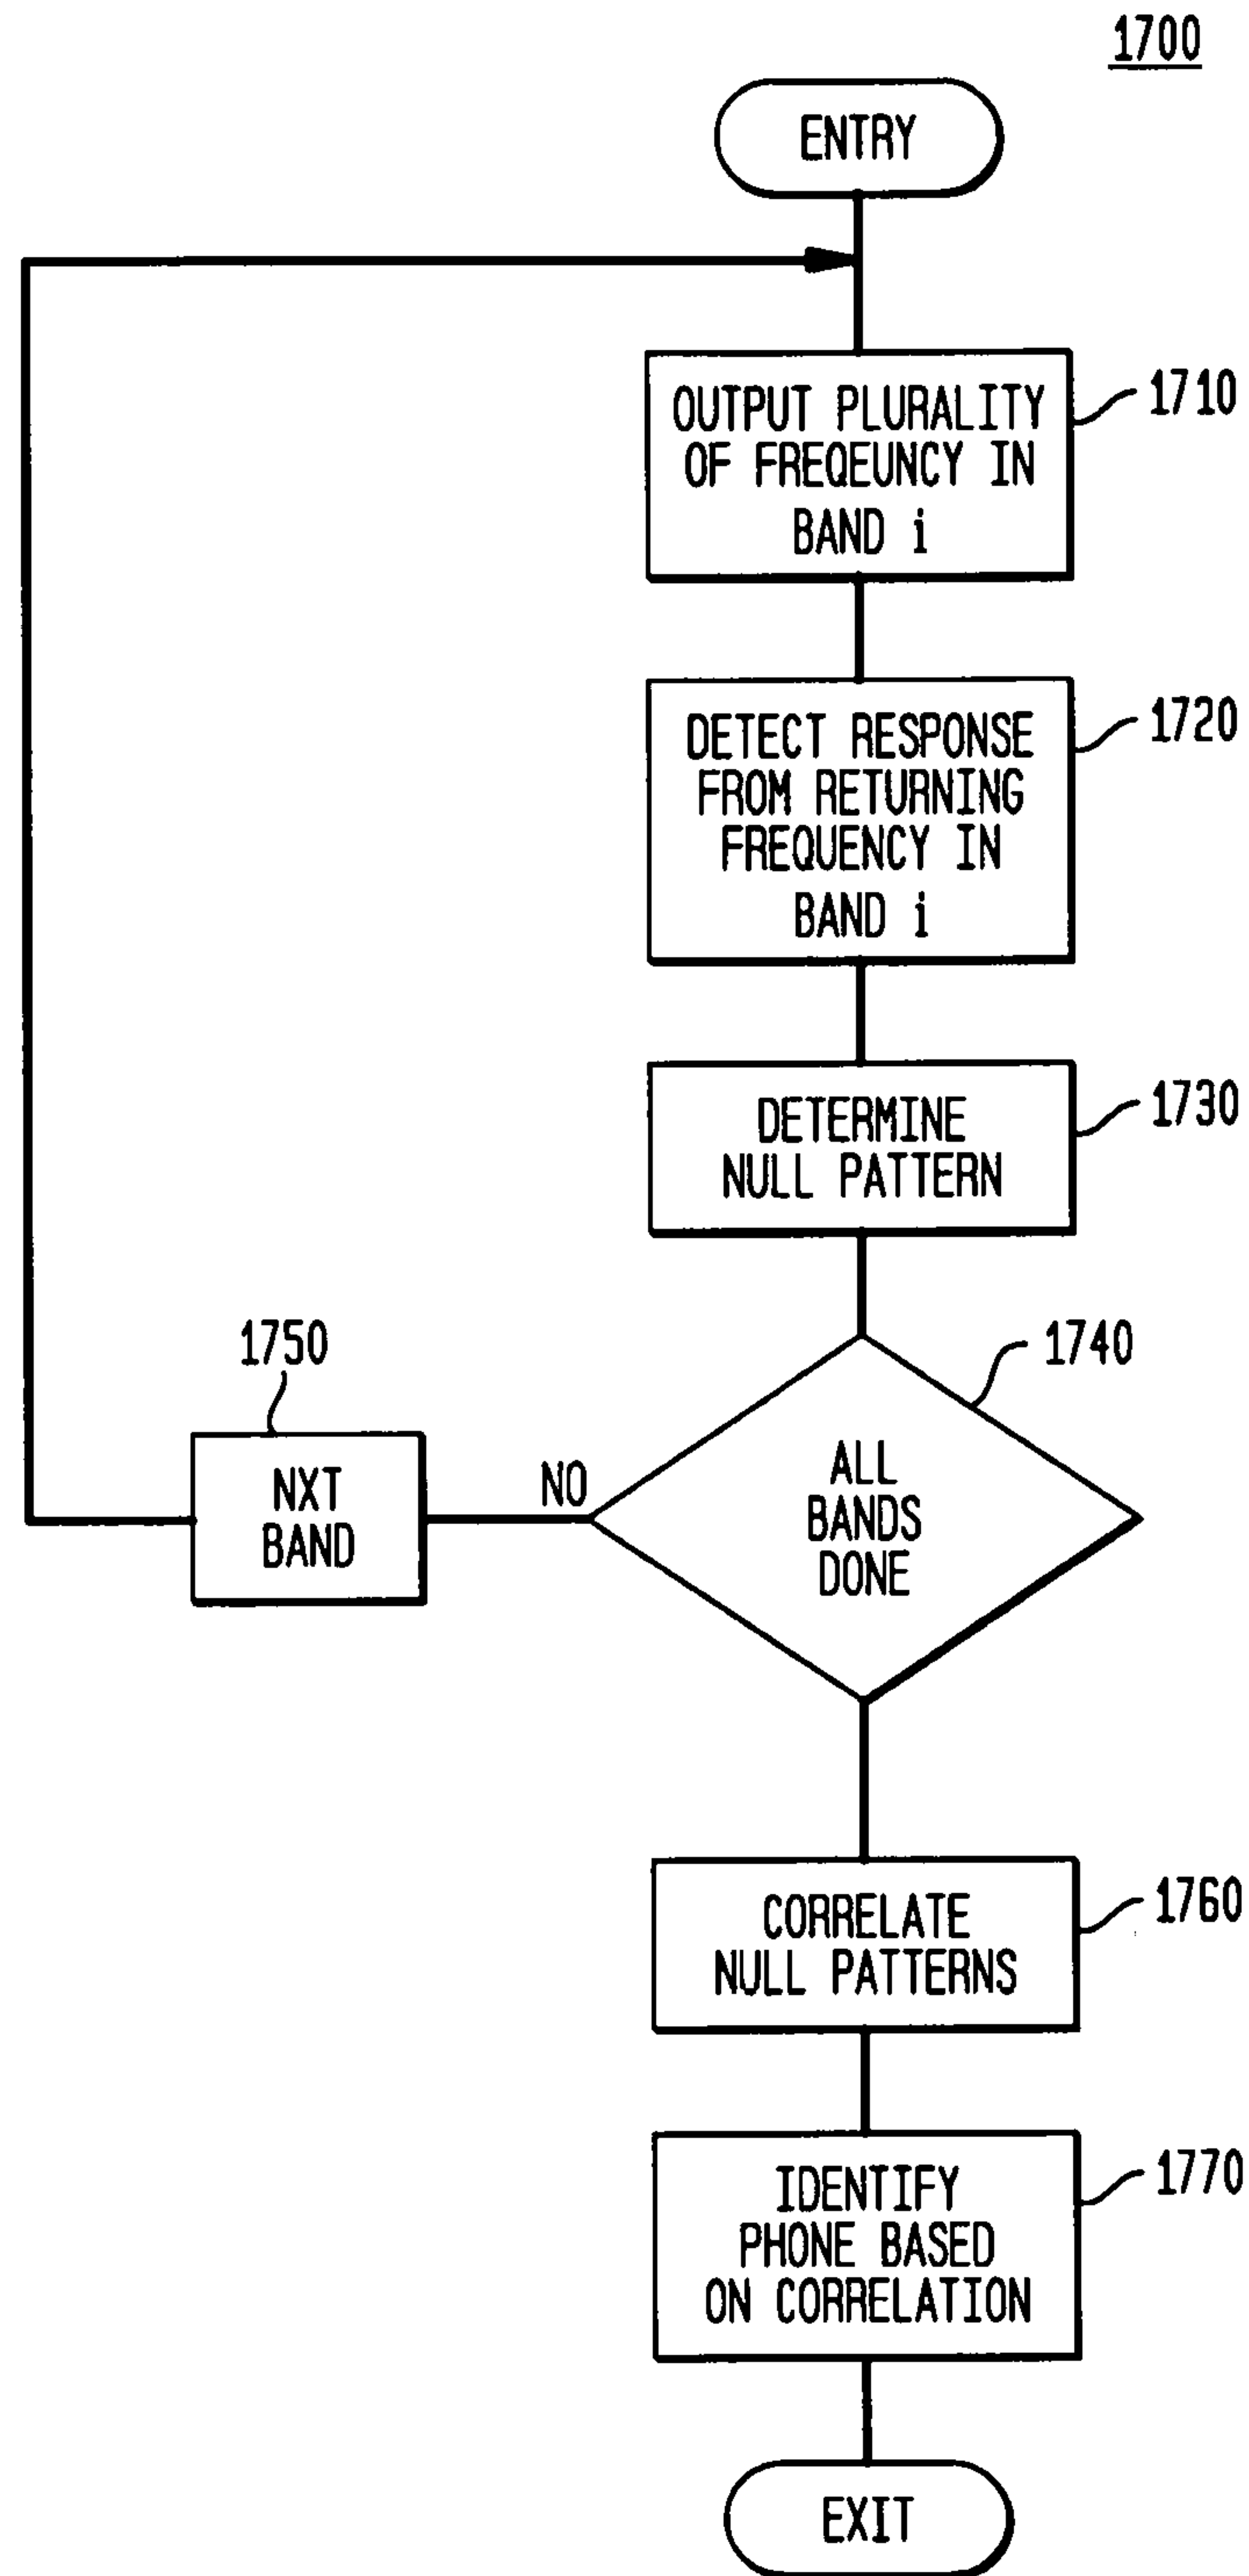 1700
ENTRY
OUTPUT PLURALITY
OF FREQEUNCY IN
BAND i
1710
DETECT RESPONSE
FROM RETURNING
FREQUENCY IN
BAND i
1720
DETERMINE
NULL PATTERN
1730
ALL
BANDS
DONE
1740
NO
1750
NXT
BAND
CORRELATE
NULL PATTERNS
1760
IDENTIFY
PHONE BASED
ON CORRELATION
1770
EXIT